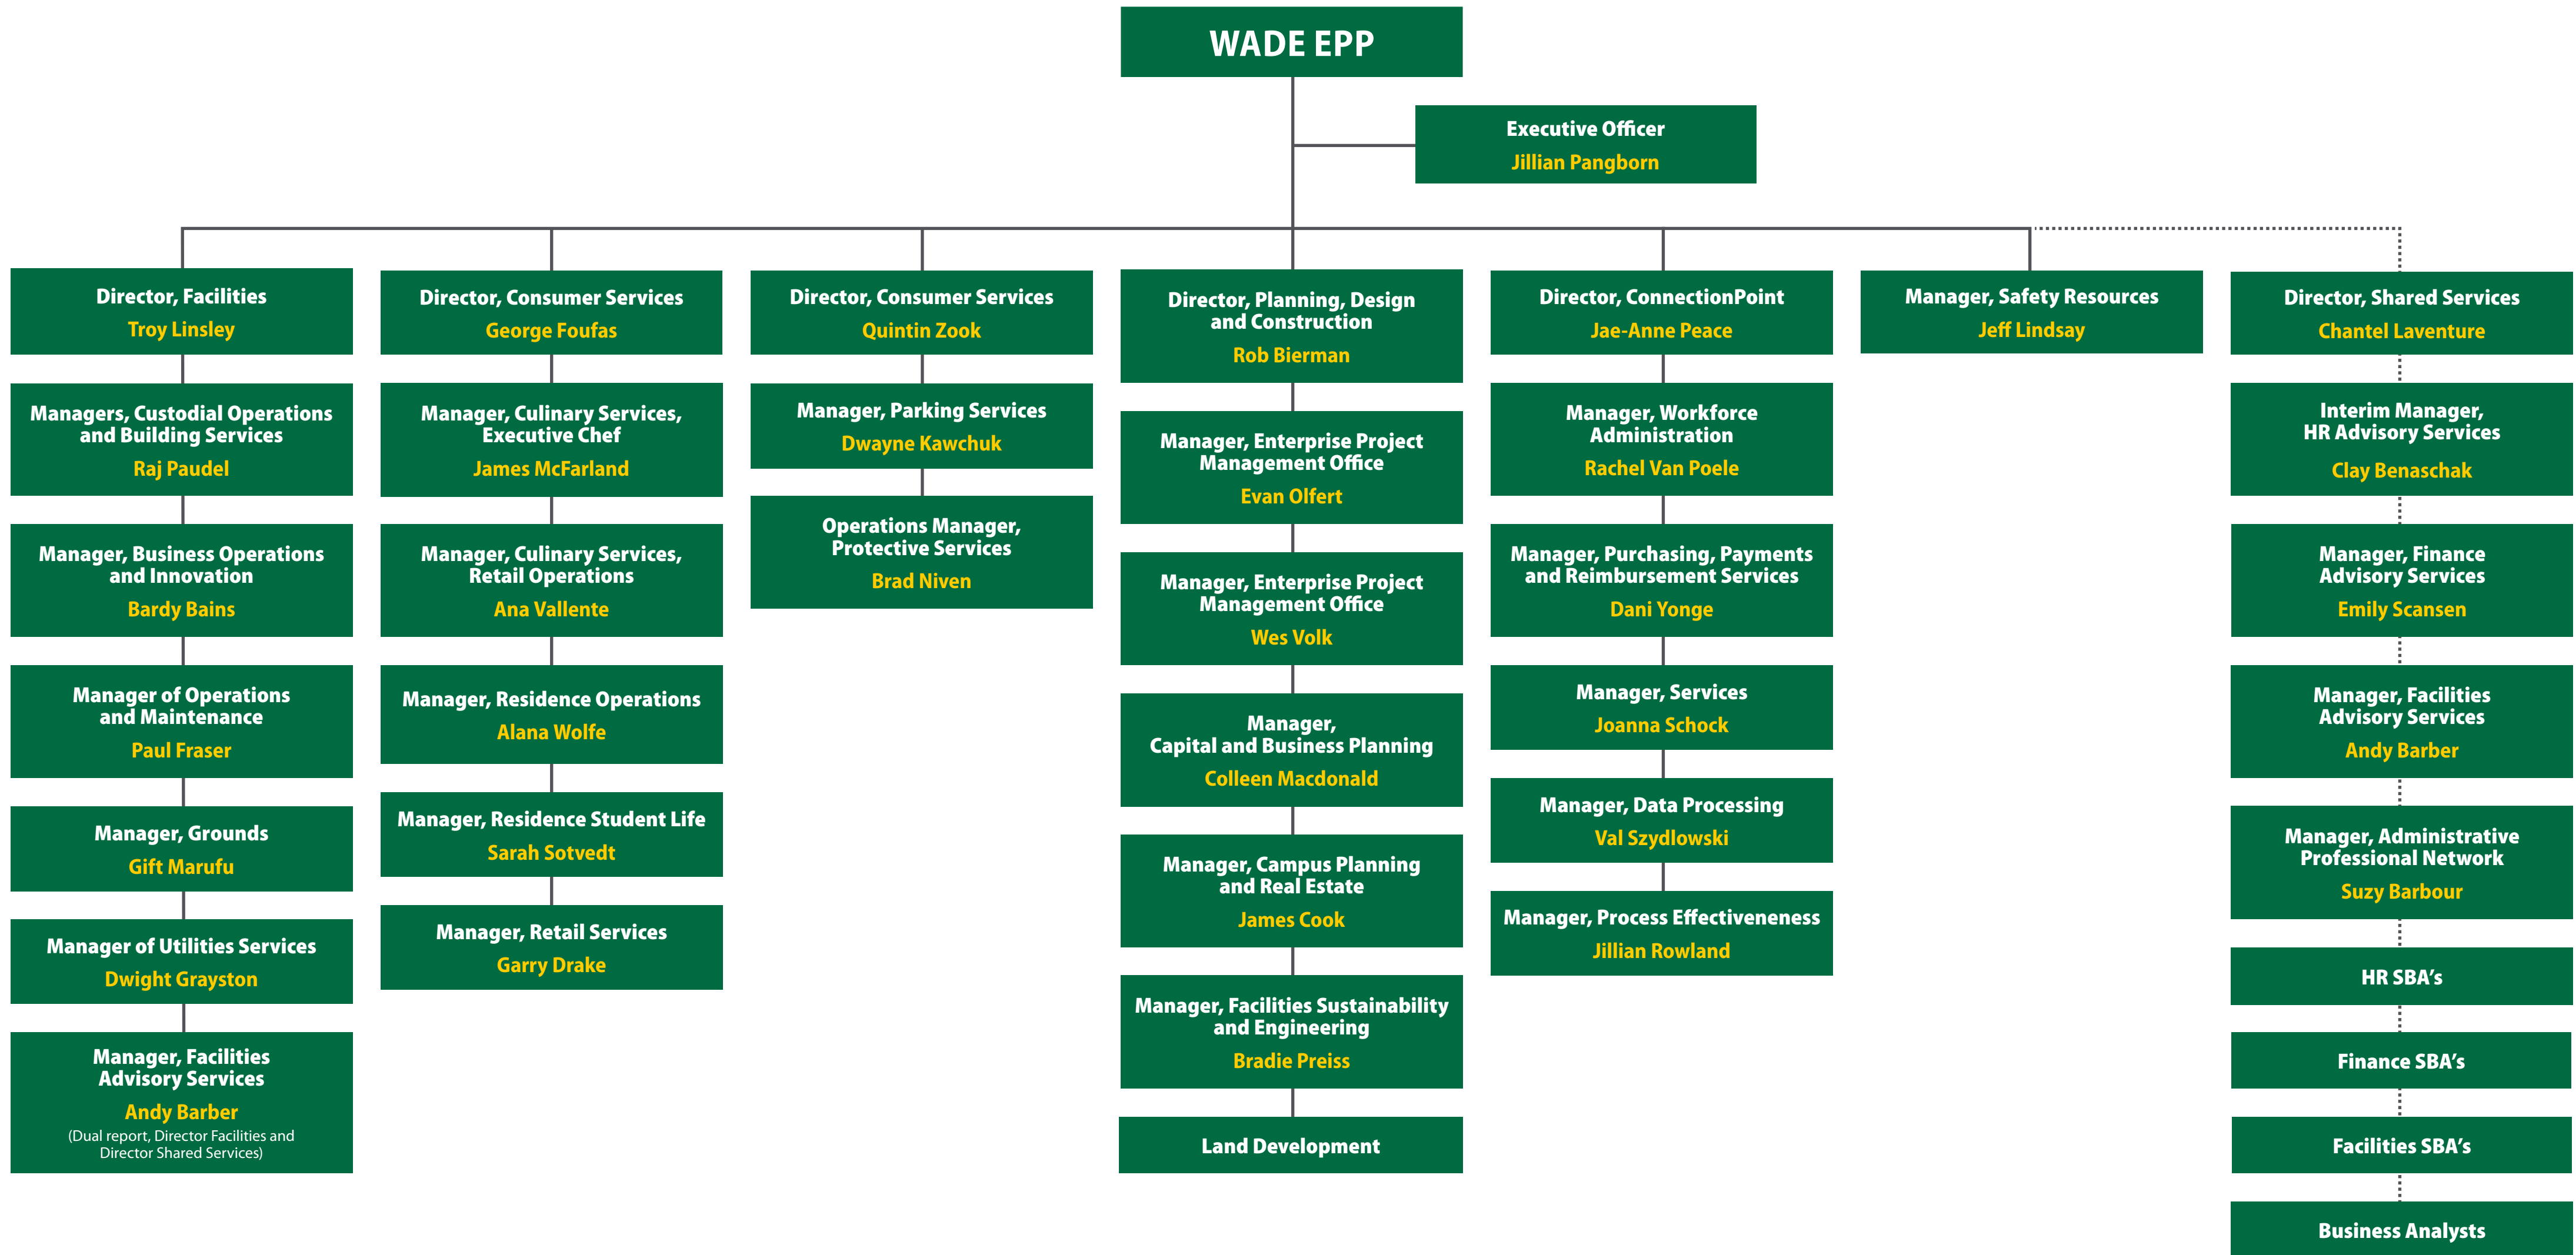 WADE EPP
Executive Officer
Jillian Pangborn
Director, Facilities
Troy Linsley
Managers, Custodial Operations
and Building Services
Raj Paudel
Manager, Business Operations
and Innovation
Bardy Bains
Manager of Operations
and Maintenance
Paul Fraser
Manager, Grounds
Gift Marufu
Manager of Utilities Services
Dwight Grayston
Manager, Facilities
Advisory Services
Andy Barber
(Dual report, Director Facilities and
Director Shared Services)
Director, Consumer Services
George Foufas
Manager, Culinary Services,
Executive Chef
James McFarland
Manager, Culinary Services,
Retail Operations
Ana Vallente
Manager, Residence Operations
Alana Wolfe
Manager, Residence Student Life
Sarah Sotvedt
Manager, Retail Services
Garry Drake
Director, Consumer Services
Quintin Zook
Manager, Parking Services
Dwayne Kawchuk
Operations Manager,
Protective Services
Brad Niven
Director, Planning, Design
and Construction
Rob Bierman
Manager, Enterprise Project
Management Office
Evan Olfert
Manager, Enterprise Project
Management Office
Wes Volk
Manager,
Capital and Business Planning
Colleen Macdonald
Manager, Campus Planning
and Real Estate
James Cook
Manager, Facilities Sustainability
and Engineering
Bradie Preiss
Land Development
Director, ConnectionPoint
Jae-Anne Peace
Manager, Workforce
Administration
Rachel Van Poele
Manager, Purchasing, Payments
and Reimbursement Services
Dani Yonge
Manager, Services
Joanna Schock
Manager, Data Processing
Val Szydlowski
Manager, Process Effectiveneness
Jillian Rowland
Manager, Safety Resources
Jeff Lindsay
Director, Shared Services
Chantel Laventure
Interim Manager,
HR Advisory Services
Clay Benaschak
Manager, Finance
Advisory Services
Emily Scansen
Manager, Facilities
Advisory Services
Andy Barber
Manager, Administrative
Professional Network
Suzy Barbour
HR SBA’s
Finance SBA’s
Facilities SBA’s
Business Analysts